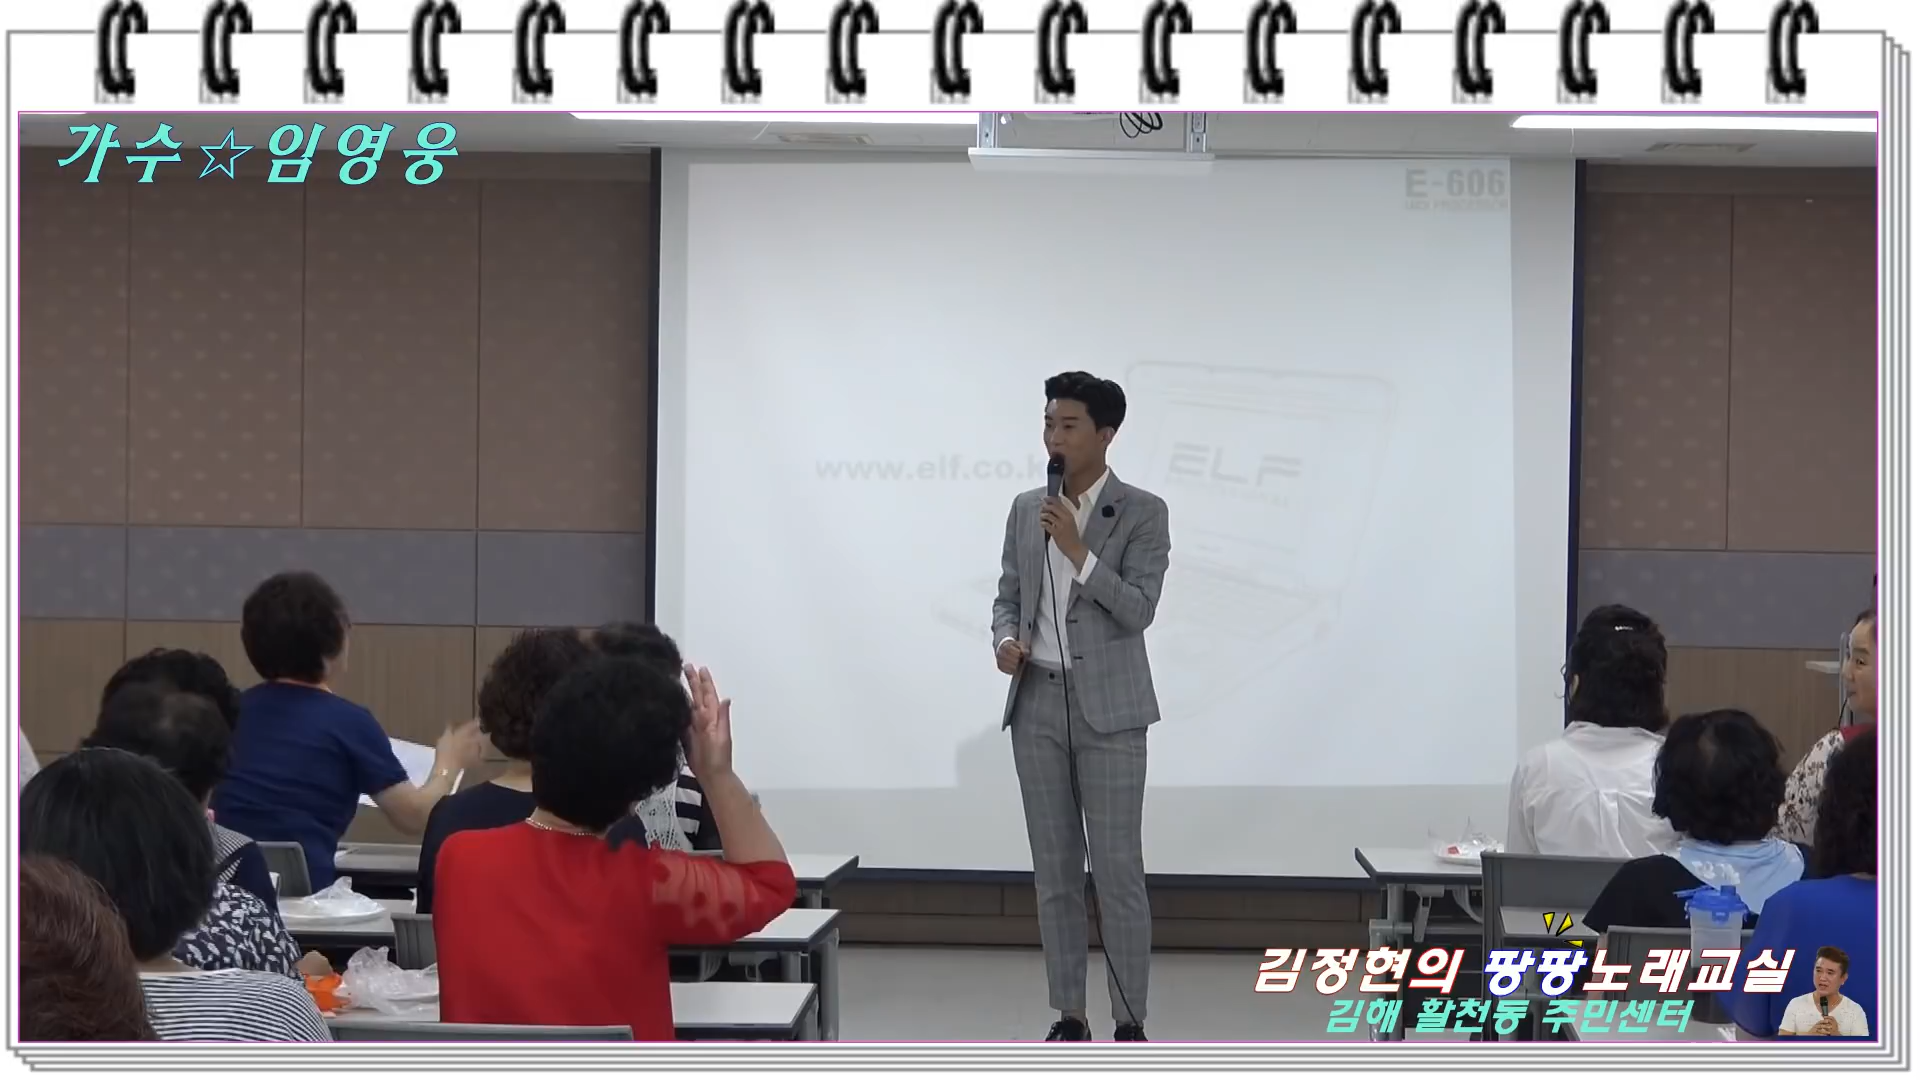 가수☆임영웅
E-606
www.elf.co.k
ELF
김정현의 팡팡노래교실
김해 활천동 주민센터